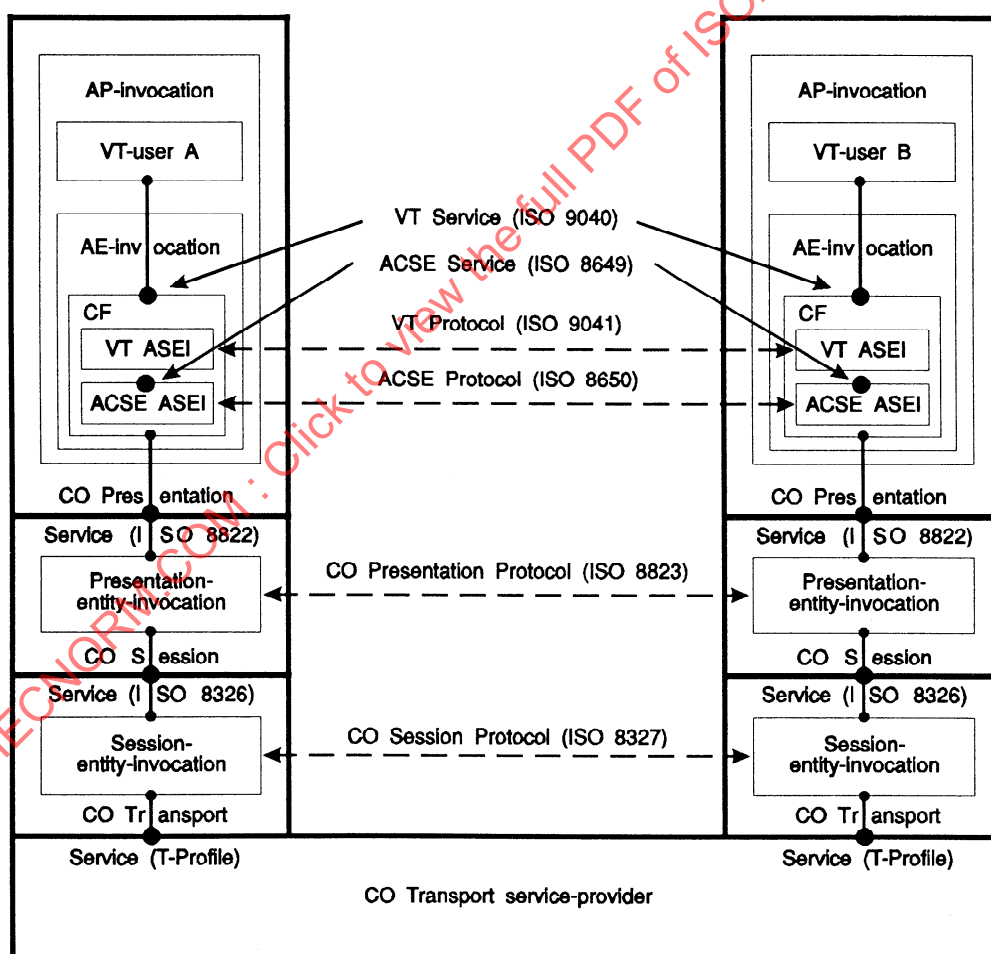 AP-invocation
VT-user A
AE-invocation
CF
VT ASEI
ACSE ASEI
CO Presentation
Service (ISO 8822)
Presentation-
entity-invocation
CO Session
Service (ISO 8326)
Session-
entity-invocation
CO Transport
Service (T-Profile)
VT Service (ISO 9040)
ACSE Service (ISO 8649)
VT Protocol (ISO 9041)
ACSE Protocol (ISO 8650)
CO Presentation Protocol (ISO 8823)
CO Session Protocol (ISO 8327)
AP-invocation
VT-user B
AE-invocation
CF
VT ASEI
ACSE ASEI
CO Presentation
Service (ISO 8822)
Presentation-
entity-invocation
CO Session
Service (ISO 8326)
Session-
entity-invocation
CO Transport
Service (T-Profile)
CO Transport service-provider
ECNORM.COM : Click to view the full PDF of